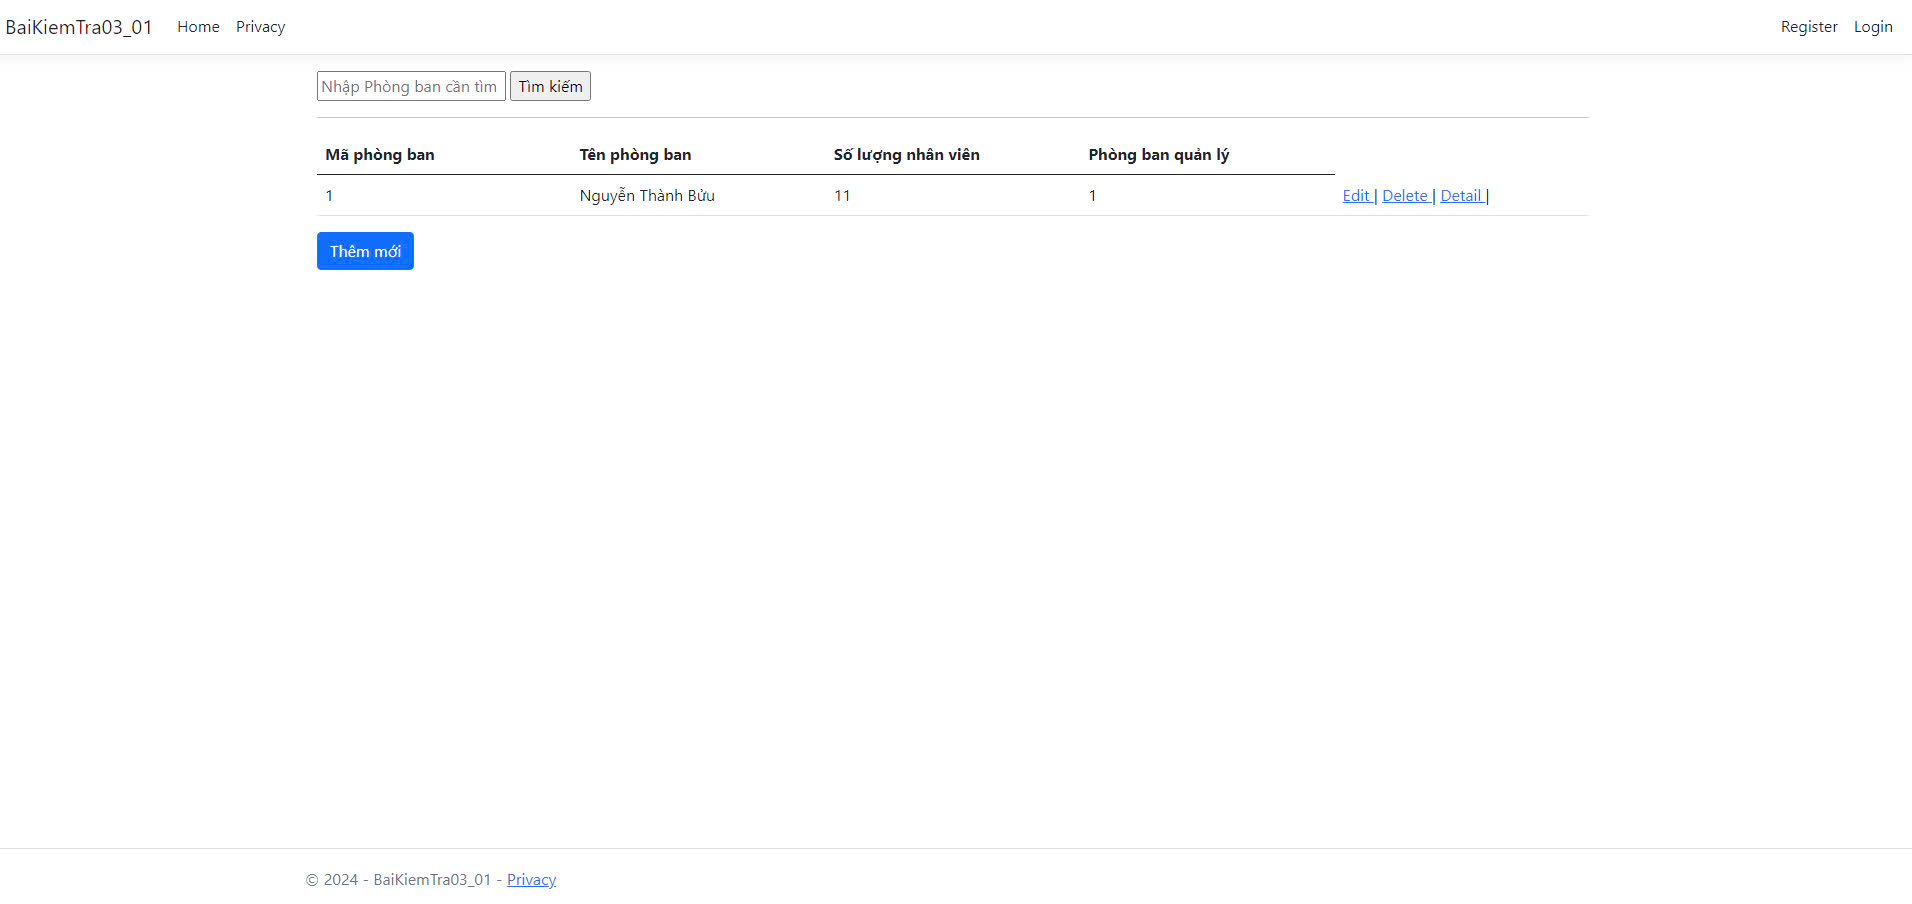 BaiKiemTra03_01 Home Privacy Register Login
Nhập Phòng ban cần tìm Tìm kiếm
Mã phòng ban Tên phòng ban Số lượng nhân viên Phòng ban quản lý
1 Nguyễn Thành Bửu 11 1 Edit | Delete | Detail |
Thêm mới
© 2024 - BaiKiemTra03_01 - Privacy